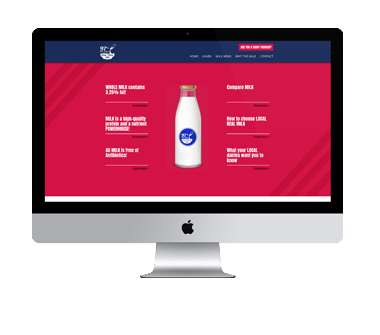 97%
ARE YOU A DAIRY FARMER?
HOME LEARN MILK MEMO WHY THE BALE CONTACT
WHOLE MILK contains
3.25% fat!
Read More >
MILK is a high-quality
protein and a nutrient
POWERHOUSE!
Read More >
All MILK is Free of
Antibiotics!
Read More >
97%
Compare MILK
Read More >
How to choose LOCAL
REAL MILK
Read More >
What your LOCAL
dairies want you to
know
Read More >